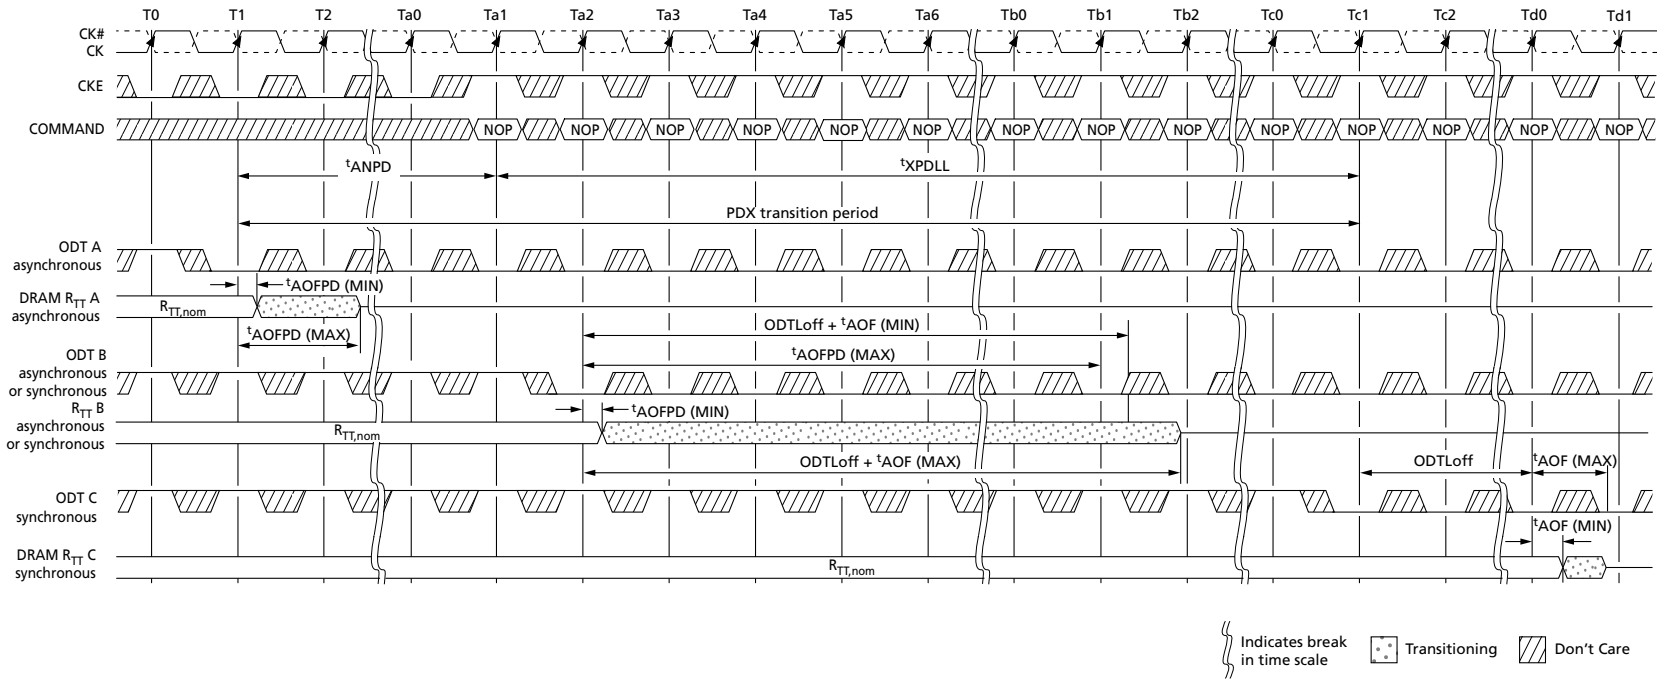 T0 T1 T2 Ta0 Ta1 Ta2 Ta3 Ta4 Ta5 Ta6 Tb0 Tb1 Tb2 Tc0 Tc1 Tc2 Td0 Td1
CK#
CK
CKE
COMMAND NOP NOP NOP NOP NOP NOP NOP NOP NOP NOP NOP NOP NOP NOP
tANPD tXPDLL
PDX transition period
ODT A
asynchronous
tAOFPD (MIN)
DRAM RTT A
asynchronous
RTT,nom
tAOFPD (MAX)
ODTLoff + tAOF (MIN)
tAOFPD (MAX)
ODT B
asynchronous
or synchronous
tAOFPD (MIN)
RTT B
asynchronous
or synchronous
RTT,nom
ODTLoff + tAOF (MAX)
ODTLoff tAOF (MAX)
ODT C
synchronous
tAOF (MIN)
DRAM RTT C
synchronous
RTT,nom
Indicates break
in time scale
Transitioning
Don't Care